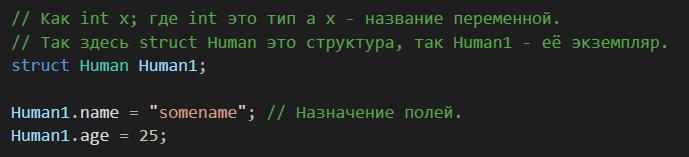 // Как int x; где int это тип а x - название переменной.
// Так здесь struct Human это структура, так Human1 - её экземпляр.
struct Human Human1;
Human1.name = "somename"; // Назначение полей.
Human1.age = 25;